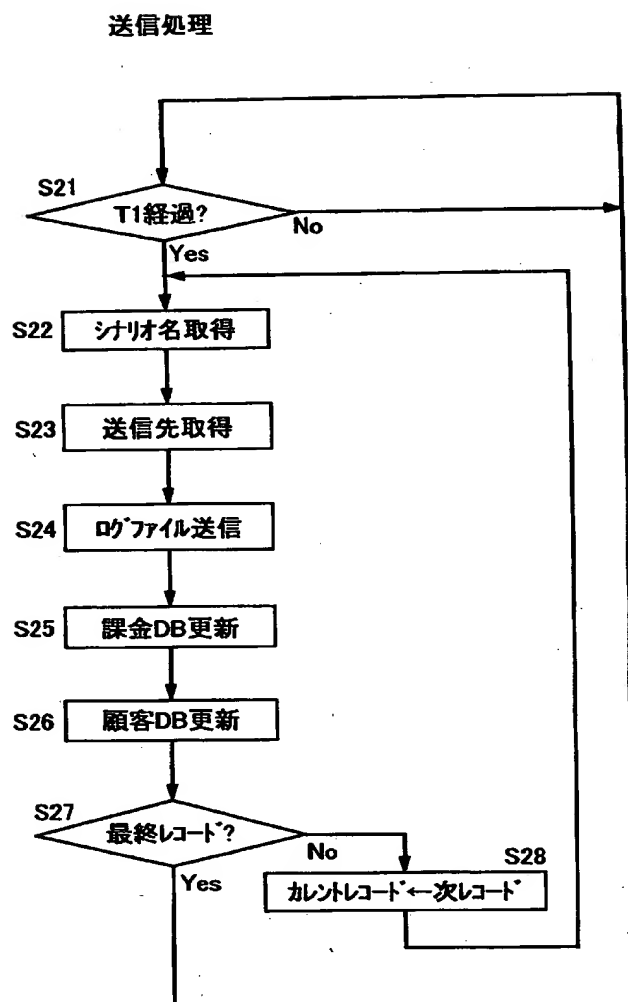 送信処理
S21
T1経過?
No
Yes
S22
シナリオ名取得
S23
送信先取得
S24
ログファイル送信
S25
課金DB更新
S26
顧客DB更新
S27
最終レコード?
No
Yes
S28
カレントレコード←次レコード